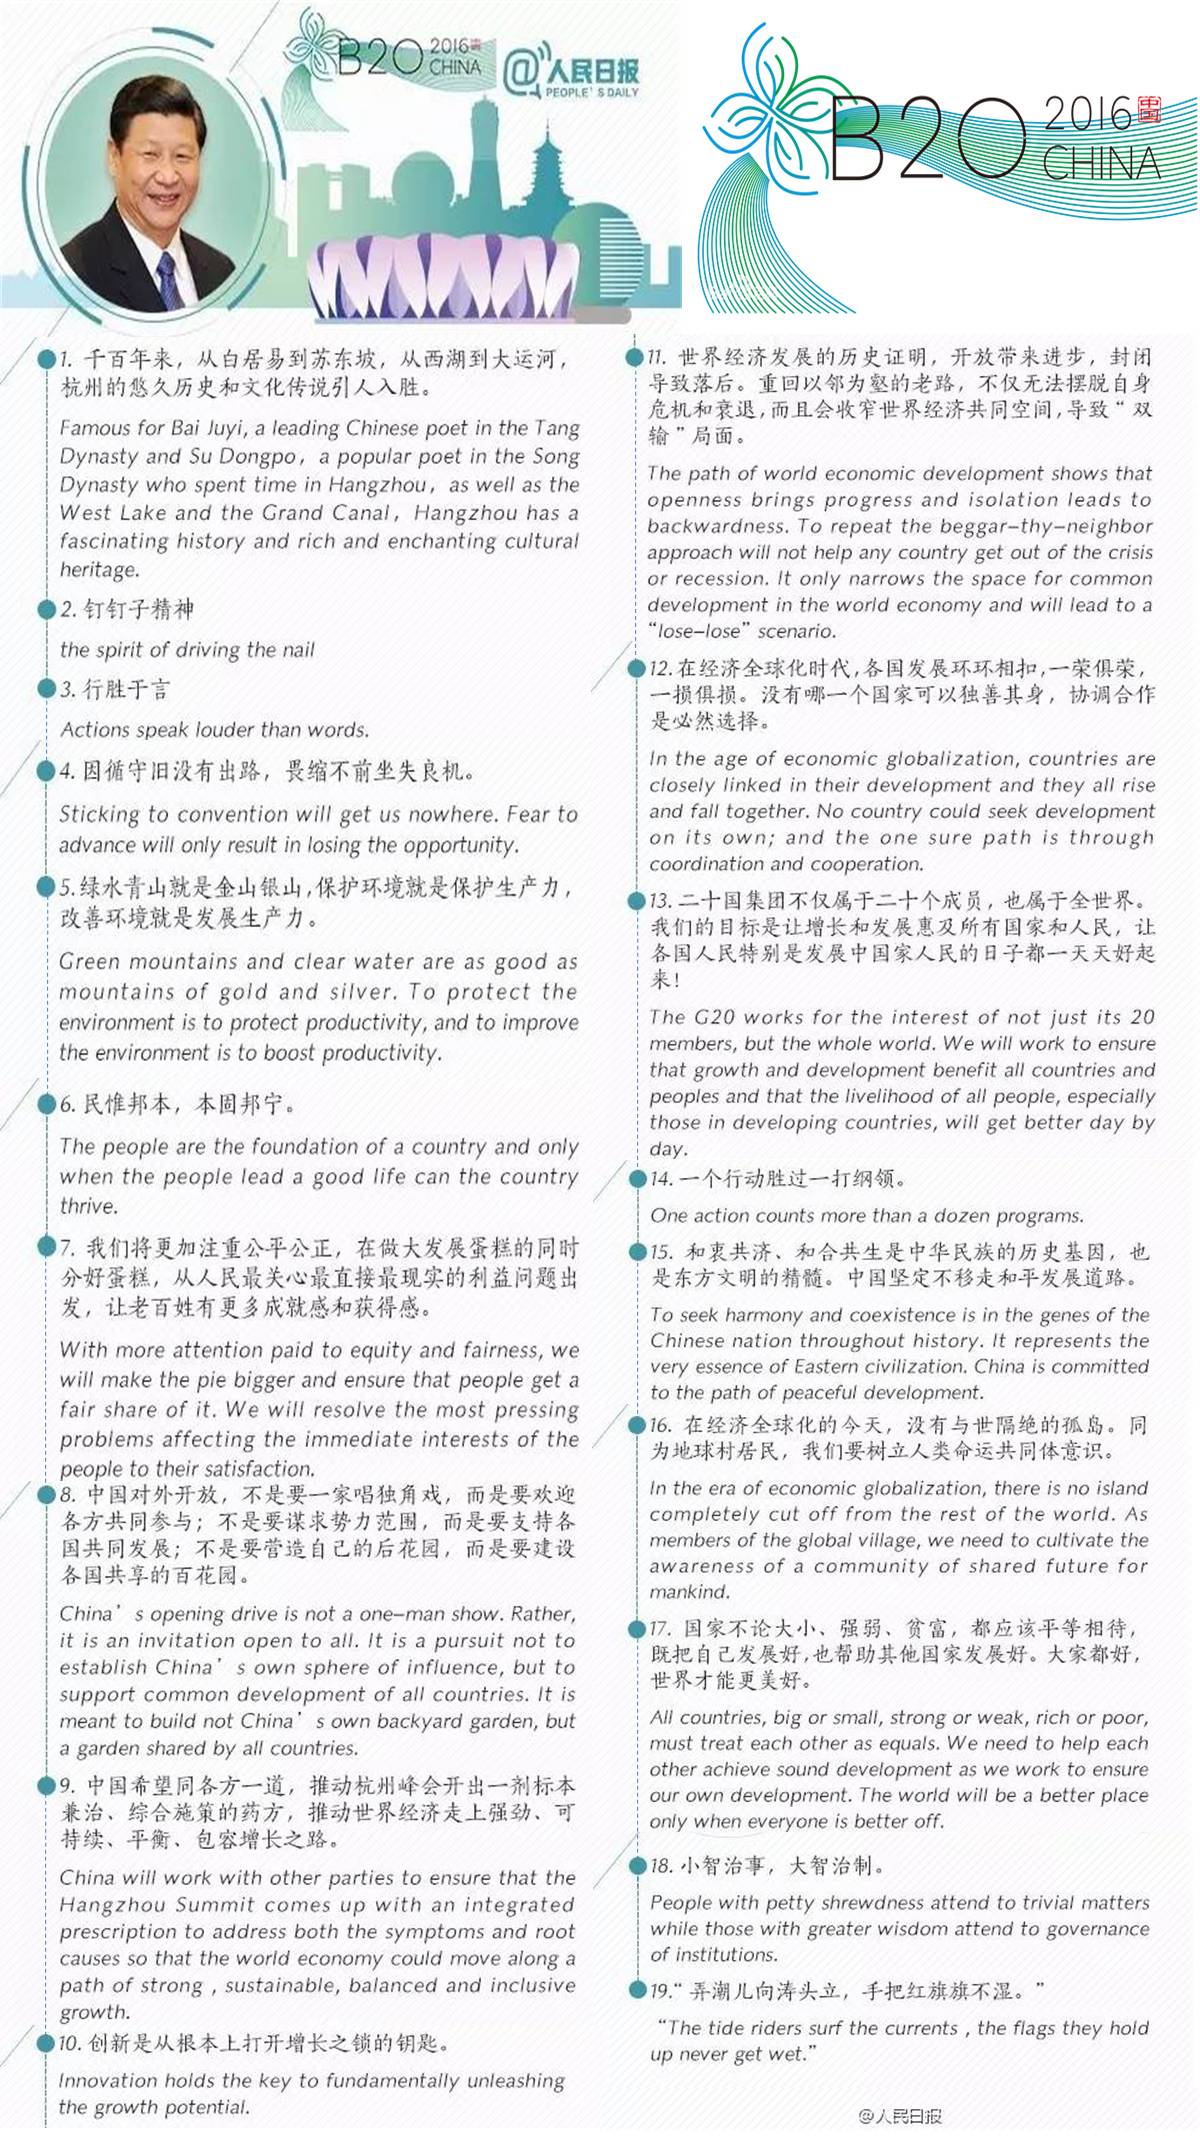 B20 2016 中国
CHINA
@人民日报
PEOPLE'S DAILY
B20 2016 中国
CHINA
1. 千百年来，从白居易到苏东坡，从西湖到大运河，
杭州的悠久历史和文化传说引人入胜。
Famous for Bai Juyi, a leading Chinese poet in the Tang
Dynasty and Su Dongpo, a popular poet in the Song
Dynasty who spent time in Hangzhou, as well as the
West Lake and the Grand Canal, Hangzhou has a
fascinating history and rich and enchanting cultural
heritage.
2. 钉钉子精神
the spirit of driving the nail
3. 行胜于言
Actions speak louder than words.
4. 因循守旧没有出路，畏缩不前坐失良机。
Sticking to convention will get us nowhere. Fear to
advance will only result in losing the opportunity.
5. 绿水青山就是金山银山，保护环境就是保护生产力，
改善环境就是发展生产力。
Green mountains and clear water are as good as
mountains of gold and silver. To protect the
environment is to protect productivity, and to improve
the environment is to boost productivity.
6. 民惟邦本，本固邦宁。
The people are the foundation of a country and only
when the people lead a good life can the country
thrive.
7. 我们将更加注重公平公正，在做大发展蛋糕的同时
分好蛋糕，从人民最关心最直接最现实的利益问题出
发，让老百姓有更多成就感和获得感。
With more attention paid to equity and fairness, we
will make the pie bigger and ensure that people get a
fair share of it. We will resolve the most pressing
problems affecting the immediate interests of the
people to their satisfaction.
8. 中国对外开放，不是要一家唱独角戏，而是要欢迎
各方共同参与；不是要谋求势力范围，而是要支持各
国共同发展；不是要营造自己的后花园，而是要建设
各国共享的百花园。
China's opening drive is not a one-man show. Rather,
it is an invitation open to all. It is a pursuit not to
establish China's own sphere of influence, but to
support common development of all countries. It is
meant to build not China's own backyard garden, but
a garden shared by all countries.
9. 中国希望同各方一道，推动杭州峰会开出一剂标本
兼治、综合施策的药方，推动世界经济走上强劲、可
持续、平衡、包容增长之路。
China will work with other parties to ensure that the
Hangzhou Summit comes up with an integrated
prescription to address both the symptoms and root
causes so that the world economy could move along a
path of strong , sustainable, balanced and inclusive
growth.
10. 创新是从根本上打开增长之锁的钥匙。
Innovation holds the key to fundamentally unleashing
the growth potential.
11. 世界经济发展的历史证明，开放带来进步，封闭
导致落后。重回以邻为壑的老路，不仅无法摆脱自身
危机和衰退，而且会收窄世界经济共同空间，导致“双
输”局面。
The path of world economic development shows that
openness brings progress and isolation leads to
backwardness. To repeat the beggar-thy-neighbor
approach will not help any country get out of the crisis
or recession. It only narrows the space for common
development in the world economy and will lead to a
“lose-lose” scenario.
12. 在经济全球化时代，各国发展环环相扣，一荣俱荣，
一损俱损。没有哪一个国家可以独善其身，协调合作
是必然选择。
In the age of economic globalization, countries are
closely linked in their development and they all rise
and fall together. No country could seek development
on its own; and the one sure path is through
coordination and cooperation.
13. 二十国集团不仅属于二十个成员，也属于全世界。
我们的目标是让增长和发展惠及所有国家和人民，让
各国人民特别是发展中国家人民的日子都一天天好起
来！
The G20 works for the interest of not just its 20
members, but the whole world. We will work to ensure
that growth and development benefit all countries and
peoples and that the livelihood of all people, especially
those in developing countries, will get better day by
day.
14. 一个行动胜过一打纲领。
One action counts more than a dozen programs.
15. 和衷共济、和合共生是中华民族的历史基因，也
是东方文明的精髓。中国坚定不移走和平发展道路。
To seek harmony and coexistence is in the genes of the
Chinese nation throughout history. It represents the
very essence of Eastern civilization. China is committed
to the path of peaceful development.
16. 在经济全球化的今天，没有与世隔绝的孤岛。同
为地球村居民，我们要树立人类命运共同体意识。
In the era of economic globalization, there is no island
completely cut off from the rest of the world. As
members of the global village, we need to cultivate the
awareness of a community of shared future for
mankind.
17. 国家不论大小、强弱、贫富，都应该平等相待，
既把自己发展好，也帮助其他国家发展好。大家都好，
世界才能更美好。
All countries, big or small, strong or weak, rich or poor,
must treat each other as equals. We need to help each
other achieve sound development as we work to ensure
our own development. The world will be a better place
only when everyone is better off.
18. 小智治事，大智治制。
People with petty shrewdness attend to trivial matters
while those with greater wisdom attend to governance
of institutions.
19.“弄潮儿向涛头立，手把红旗旗不湿。”
“The tide riders surf the currents , the flags they hold
up never get wet.”
@人民日报